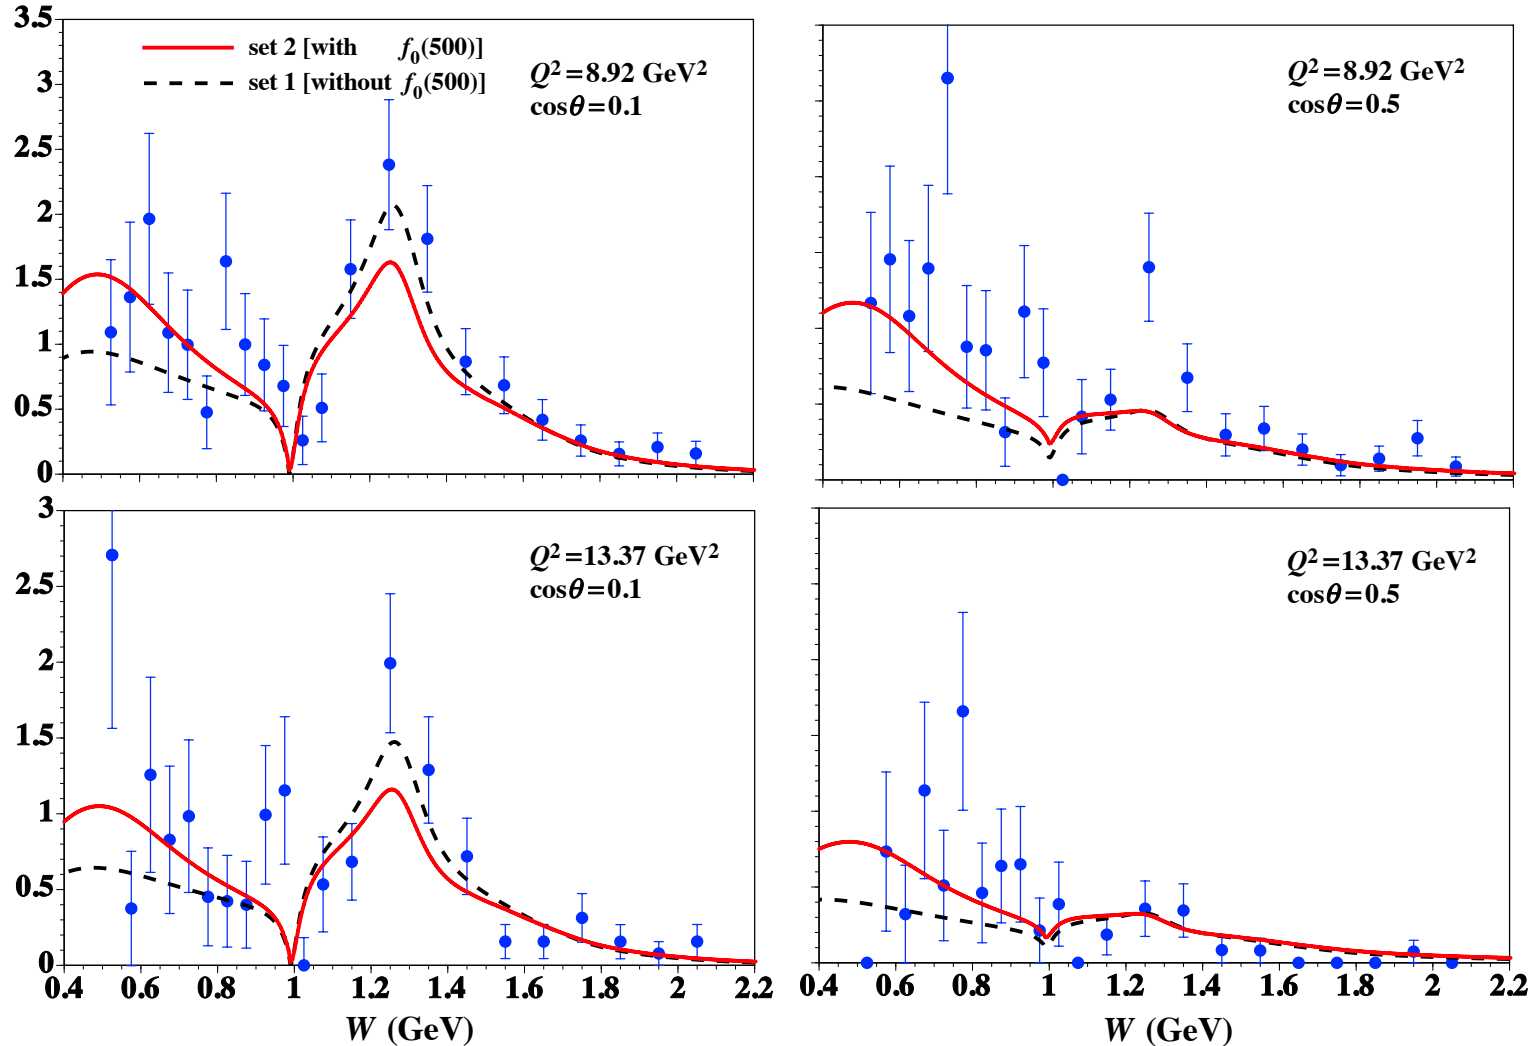 3.5
3
2.5
2
1.5
1
0.5
0
set 2 [with f₀(500)]
set 1 [without f₀(500)]
Q²=8.92 GeV²
cosθ=0.1
Q²=8.92 GeV²
cosθ=0.5
3
2.5
2
1.5
1
0.5
0
Q²=13.37 GeV²
cosθ=0.1
Q²=13.37 GeV²
cosθ=0.5
0.4 0.6 0.8 1 1.2 1.4 1.6 1.8 2 2.2
0.4 0.6 0.8 1 1.2 1.4 1.6 1.8 2 2.2
W (GeV)
W (GeV)